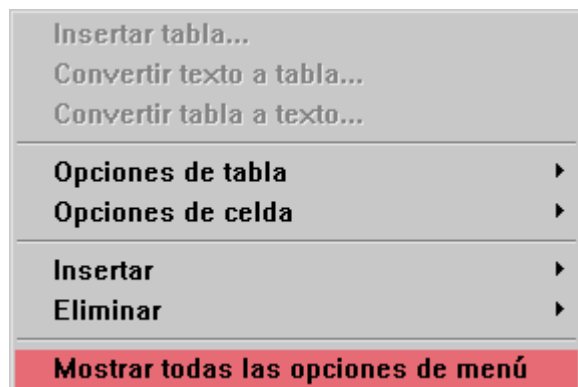 Insertar tabla...
Convertir texto a tabla...
Convertir tabla a texto...
Opciones de tabla
Opciones de celda
Insertar
Eliminar
Mostrar todas las opciones de menú